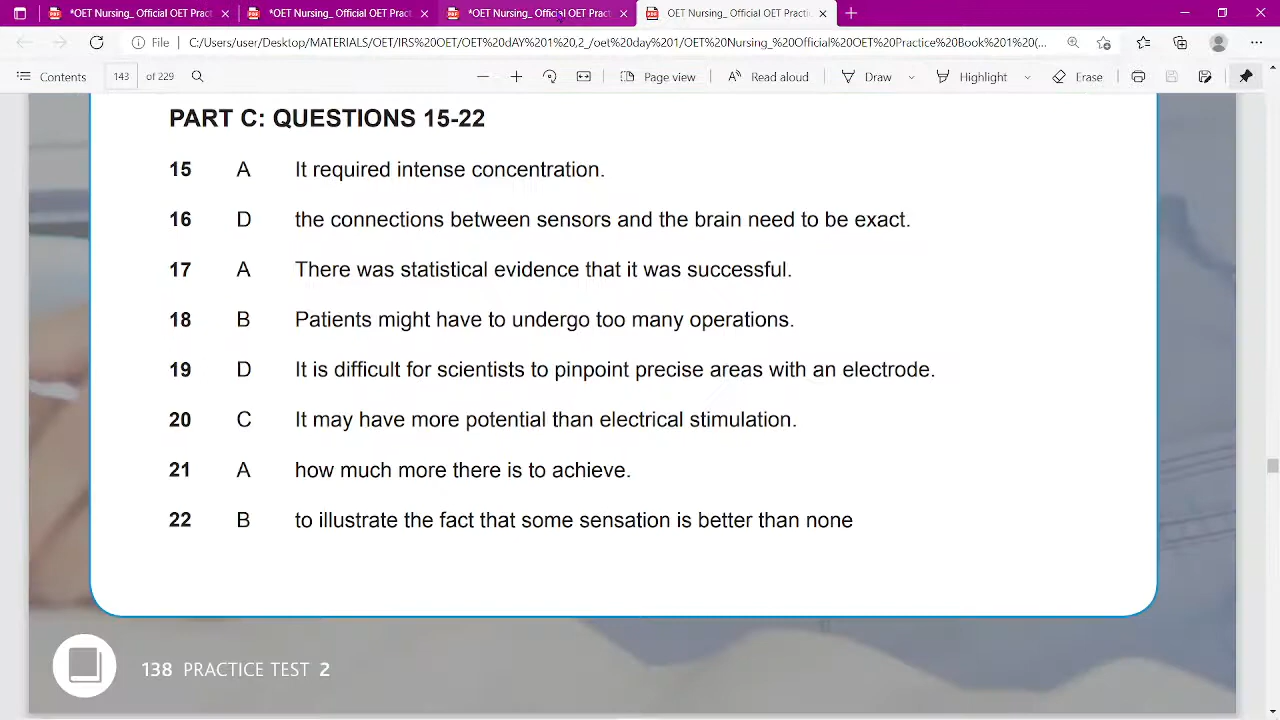 *OET Nursing_ Official OET Pract
*OET Nursing_ Official OET Pract
*OET Nursing_ Official OET Pract
OET Nursing_ Official OET Practi
File
C:/Users/user/Desktop/MATERIALS/OET/IRS%20OET/OET%20dAY%201%20,2_/oet%20day%201/OET%20Nursing_%20Official%20OET%20Practice%20Book%201%20(...
Contents
143
of 229
Page view
Read aloud
Draw
Highlight
Erase
PART C: QUESTIONS 15-22
15 A It required intense concentration.
16 D the connections between sensors and the brain need to be exact.
17 A There was statistical evidence that it was successful.
18 B Patients might have to undergo too many operations.
19 D It is difficult for scientists to pinpoint precise areas with an electrode.
20 C It may have more potential than electrical stimulation.
21 A how much more there is to achieve.
22 B to illustrate the fact that some sensation is better than none
138 PRACTICE TEST 2